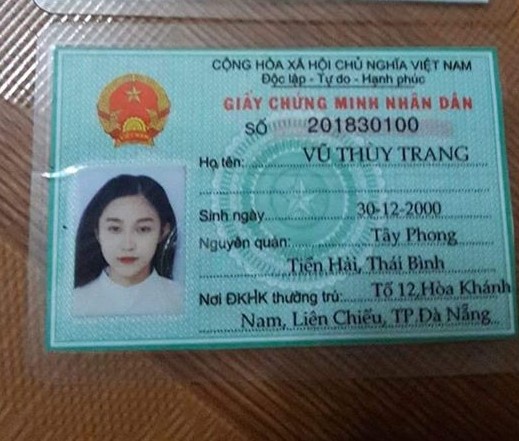 CỘNG HÒA XÃ HỘI CHỦ NGHĨA VIỆT NAM
Độc lập - Tự do - Hạnh phúc
GIẤY CHỨNG MINH NHÂN DÂN
SỐ 201830100
Họ tên: VŨ THÙY TRANG
Sinh ngày 30-12-2000
Nguyên quán: Tây Phong
Tiền Hải, Thái Bình
Nơi ĐKHK thường trú: Tổ 12,Hòa Khánh
Nam, Liên Chiểu, TP.Đà Nẵng
VIỆT NAM